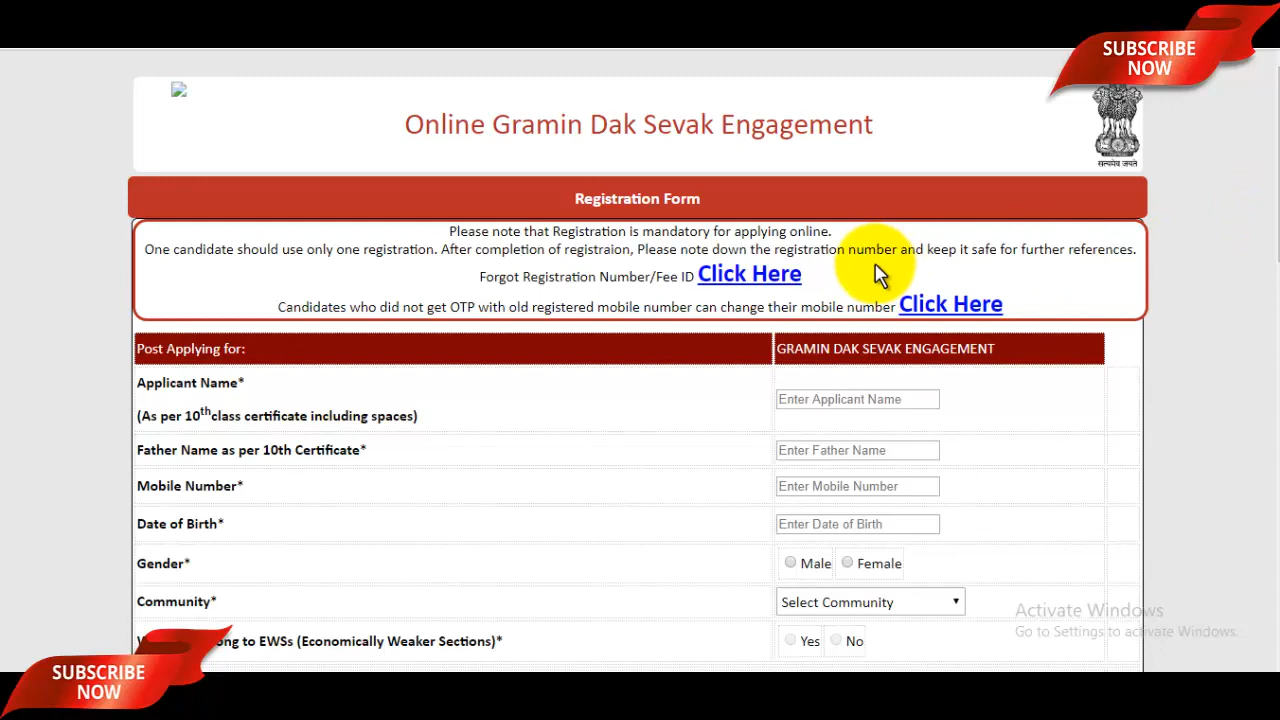 SUBSCRIBE
NOW
Online Gramin Dak Sevak Engagement
सत्यमेव जयते
Registration Form
Please note that Registration is mandatory for applying online.
One candidate should use only one registration. After completion of registraion, Please note down the registration number and keep it safe for further references.
Forgot Registration Number/Fee ID Click Here
Candidates who did not get OTP with old registered mobile number can change their mobile number Click Here
Post Applying for: GRAMIN DAK SEVAK ENGAGEMENT
Applicant Name*
(As per 10thclass certificate including spaces)
Enter Applicant Name
Father Name as per 10th Certificate* Enter Father Name
Mobile Number* Enter Mobile Number
Date of Birth* Enter Date of Birth
Gender* Male Female
Community* Select Community
ong to EWSs (Economically Weaker Sections)* Yes No
Activate Windows
Go to Settings to activate Windows.
SUBSCRIBE
NOW